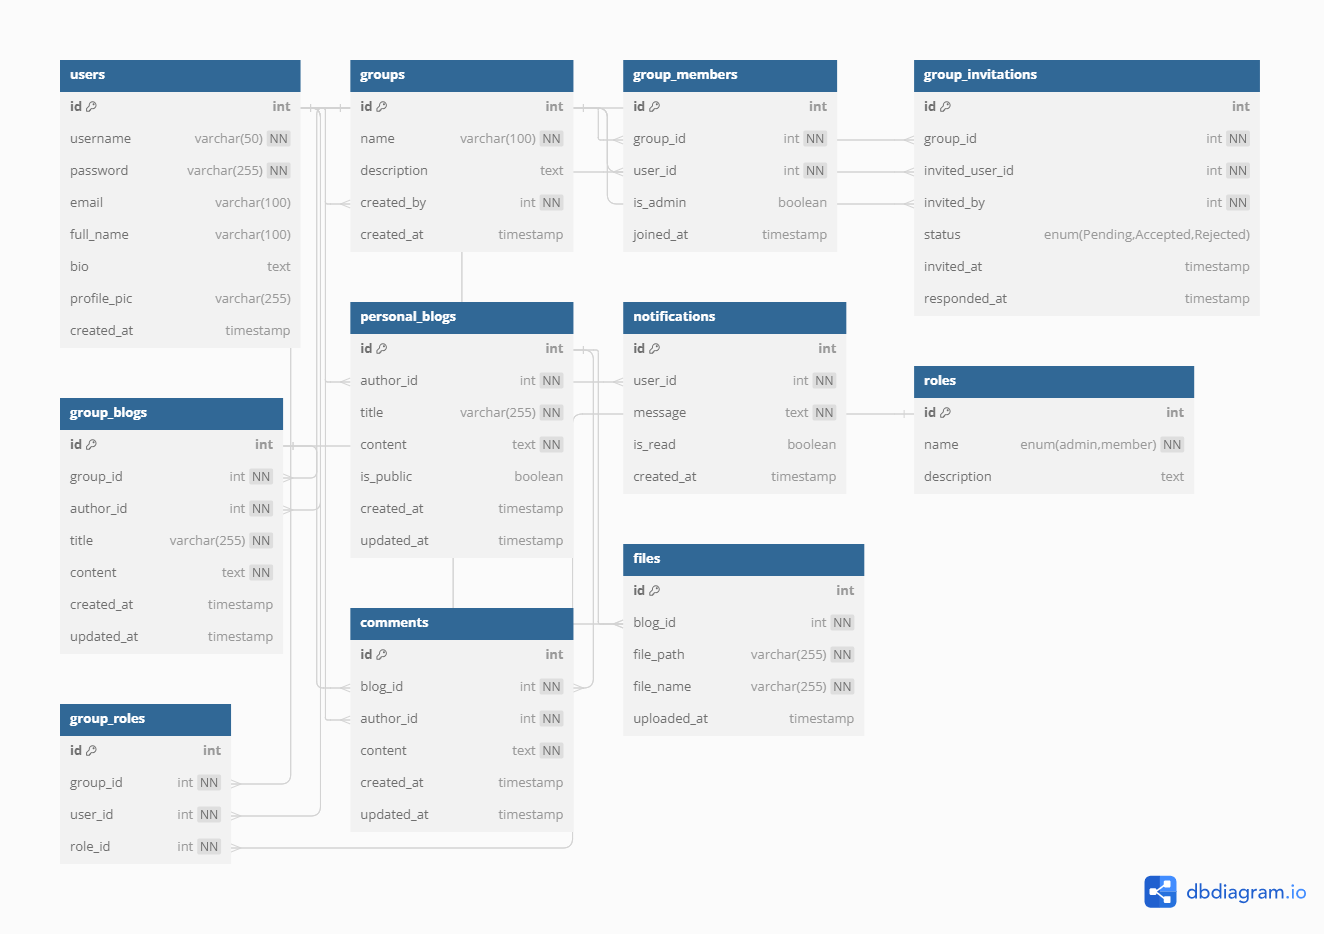 users
id int
username varchar(50) NN
password varchar(255) NN
email varchar(100)
full_name varchar(100)
bio text
profile_pic varchar(255)
created_at timestamp
groups
id int
name varchar(100) NN
description text
created_by int NN
created_at timestamp
group_members
id int
group_id int NN
user_id int NN
is_admin boolean
joined_at timestamp
group_invitations
id int
group_id int NN
invited_user_id int NN
invited_by int NN
status enum(Pending,Accepted,Rejected)
invited_at timestamp
responded_at timestamp
personal_blogs
id int
author_id int NN
title varchar(255) NN
content text NN
is_public boolean
created_at timestamp
updated_at timestamp
notifications
id int
user_id int NN
message text NN
is_read boolean
created_at timestamp
roles
id int
name enum(admin,member) NN
description text
group_blogs
id int
group_id int NN
author_id int NN
title varchar(255) NN
content text NN
created_at timestamp
updated_at timestamp
files
id int
blog_id int NN
file_path varchar(255) NN
file_name varchar(255) NN
uploaded_at timestamp
comments
id int
blog_id int NN
author_id int NN
content text NN
created_at timestamp
updated_at timestamp
group_roles
id int
group_id int NN
user_id int NN
role_id int NN
dbdiagram.io